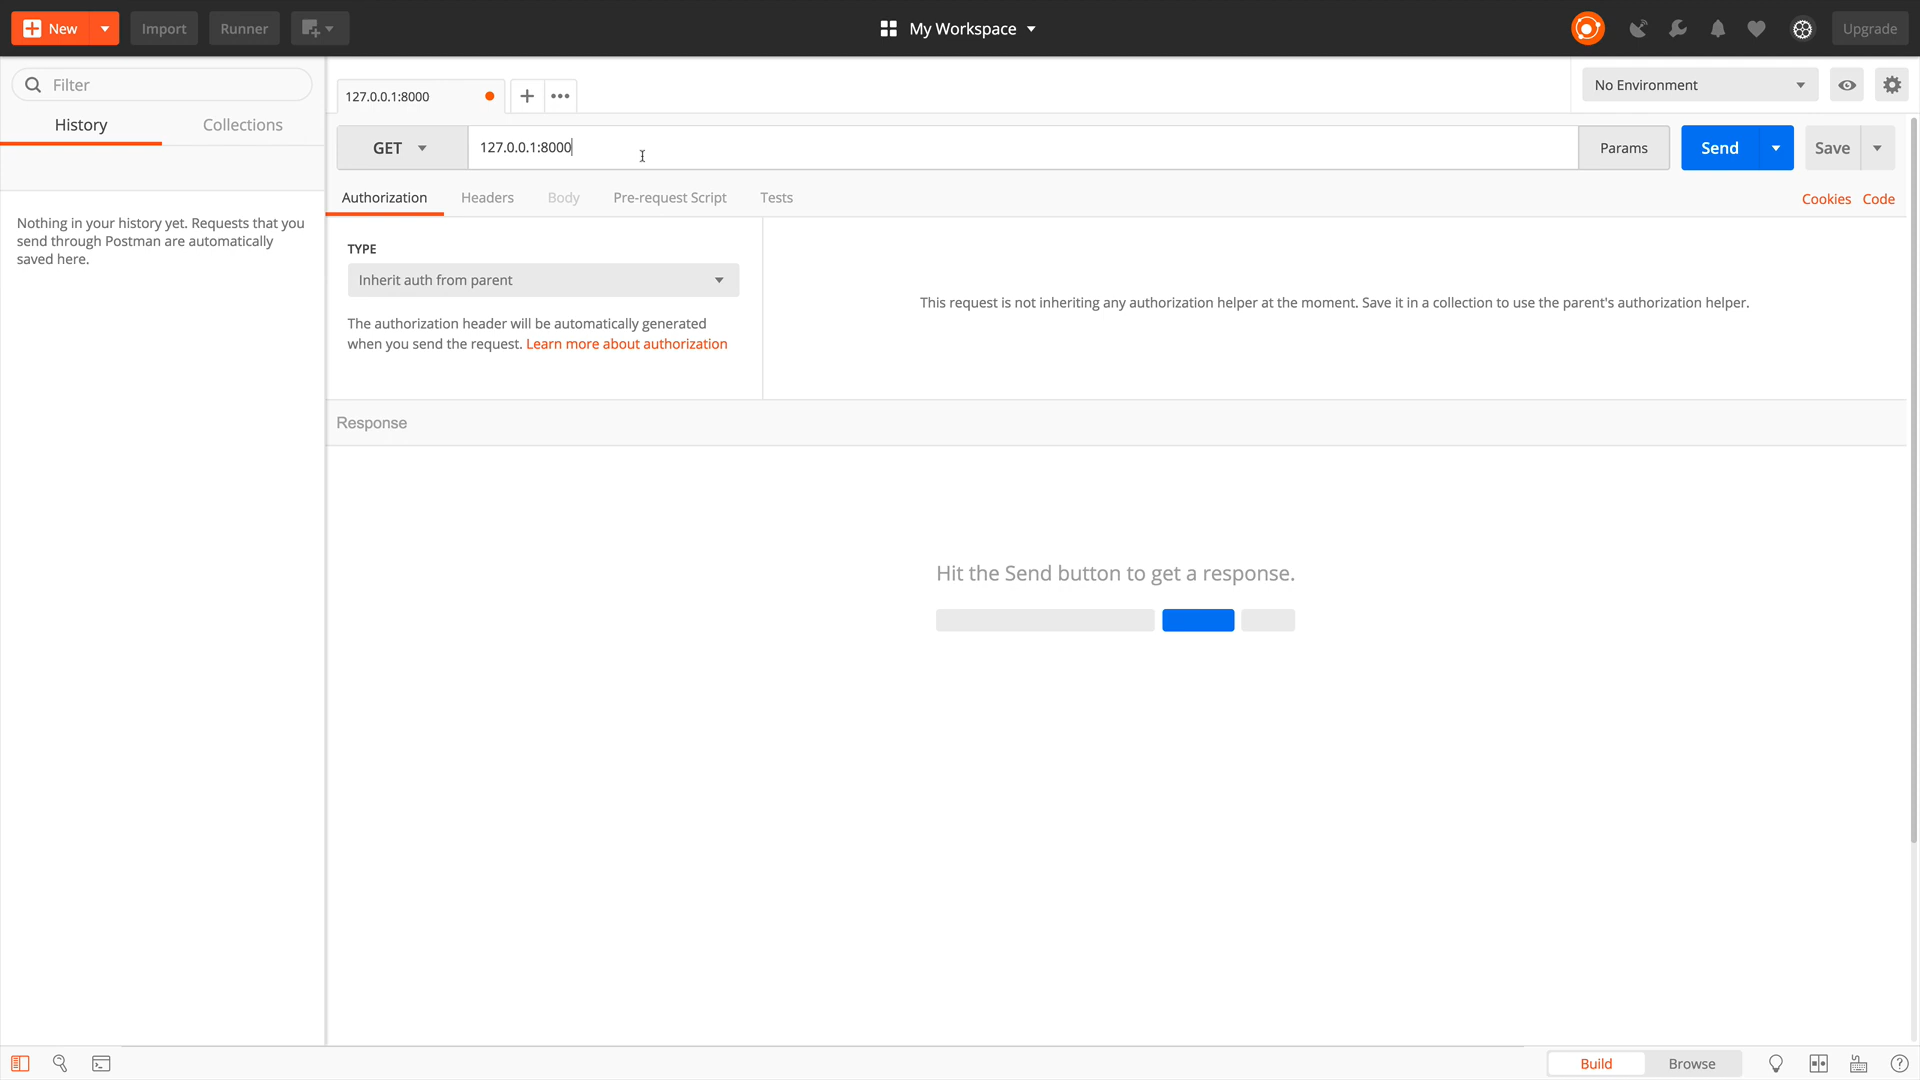 New
Import
Runner
My Workspace
Upgrade
Filter
History
Collections
Nothing in your history yet. Requests that you
send through Postman are automatically
saved here.
127.0.0.1:8000
No Environment
GET
127.0.0.1:8000
Params
Send
Save
Authorization
Headers
Body
Pre-request Script
Tests
Cookies
Code
TYPE
Inherit auth from parent
The authorization header will be automatically generated
when you send the request. Learn more about authorization
This request is not inheriting any authorization helper at the moment. Save it in a collection to use the parent's authorization helper.
Response
Hit the Send button to get a response.
Build
Browse